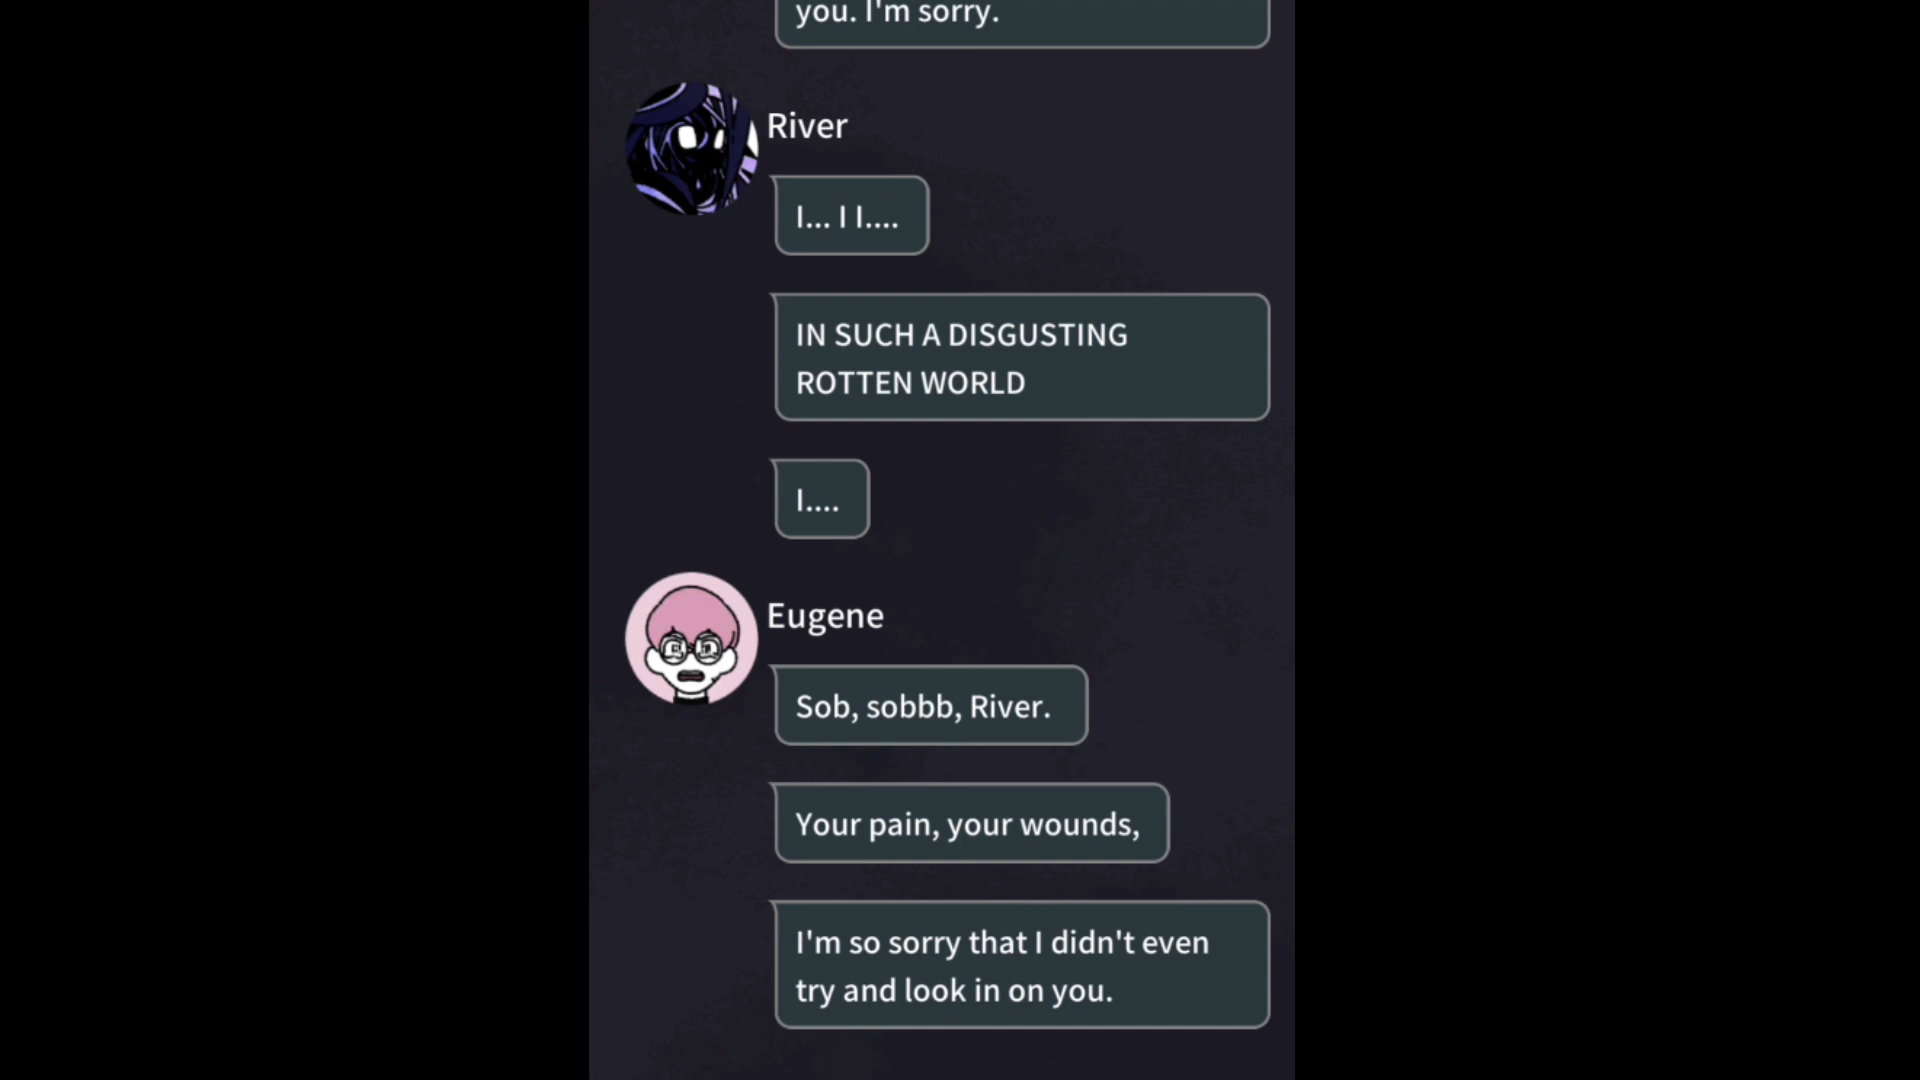 you. I'm sorry.
River
I... I I....
IN SUCH A DISGUSTING
ROTTEN WORLD
I....
Eugene
Sob, sobbb, River.
Your pain, your wounds,
I'm so sorry that I didn't even
try and look in on you.